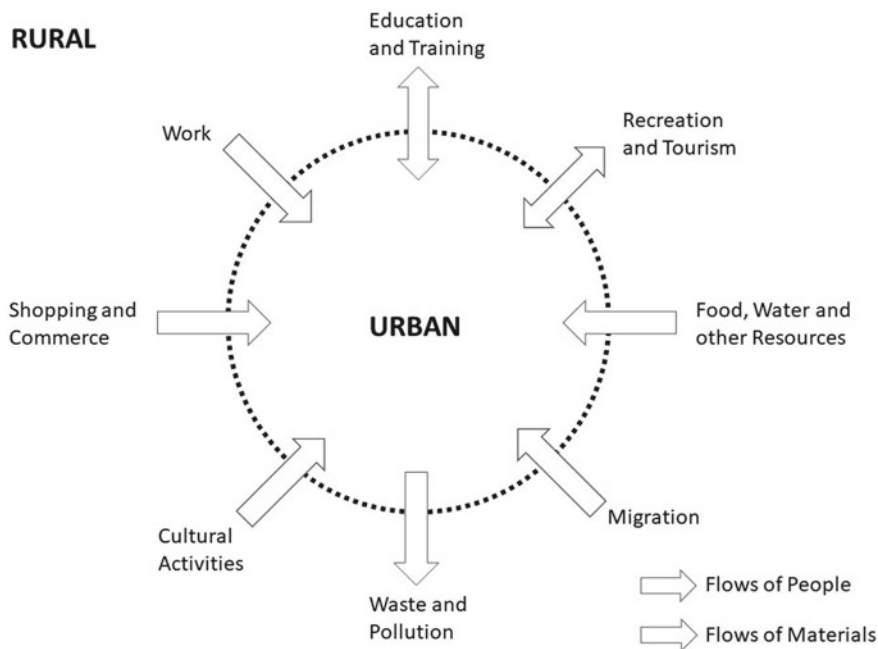 RURAL
Education
and Training
Work
Recreation
and Tourism
Shopping and
Commerce
URBAN
Food, Water and
other Resources
Cultural
Activities
Migration
Waste and
Pollution
Flows of People
Flows of Materials